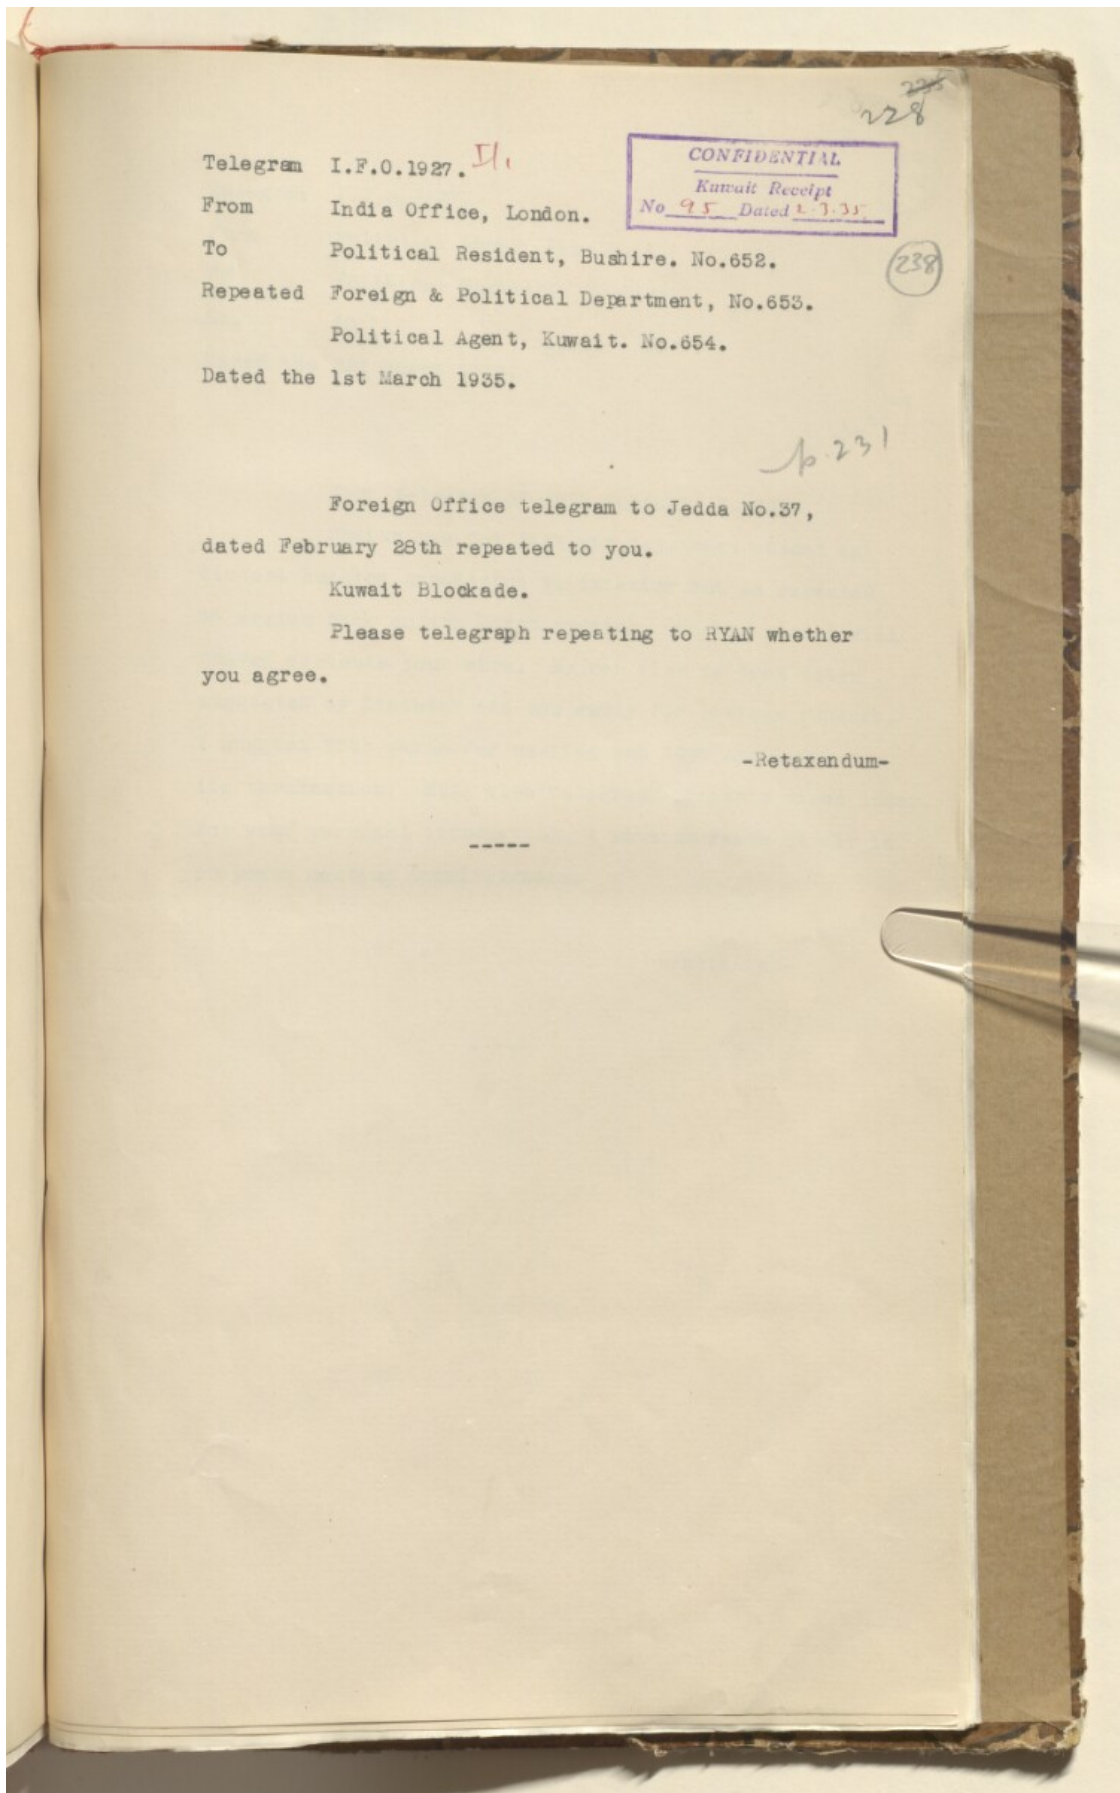 228
Telegram I.F.O.1927.
CONFIDENTIAL
Kuwait Receipt
No 95 Dated 2.3.35
From India Office, London.
To Political Resident, Bushire. No.652.
238
Repeated Foreign & Political Department, No.653.
Political Agent, Kuwait. No.654.
Dated the 1st March 1935.
p. 231
Foreign Office telegram to Jedda No.37,
dated February 28th repeated to you.
Kuwait Blockade.
Please telegraph repeating to RYAN whether
you agree.
-Retaxandum-
-----